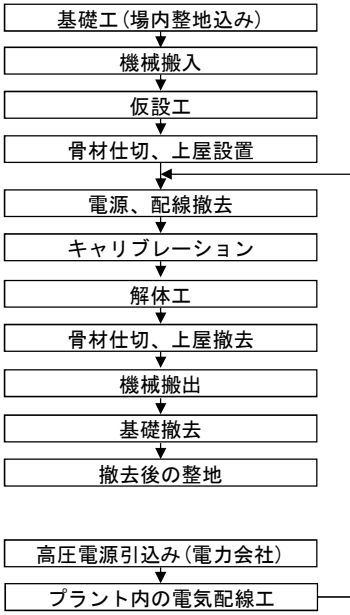 基礎工(場内整地込み)
機械搬入
仮設工
骨材仕切、上屋設置
電源、配線撤去
キャリブレーション
解体工
骨材仕切、上屋撤去
機械搬出
基礎撤去
撤去後の整地
高圧電源引込み(電力会社)
プラント内の電気配線工